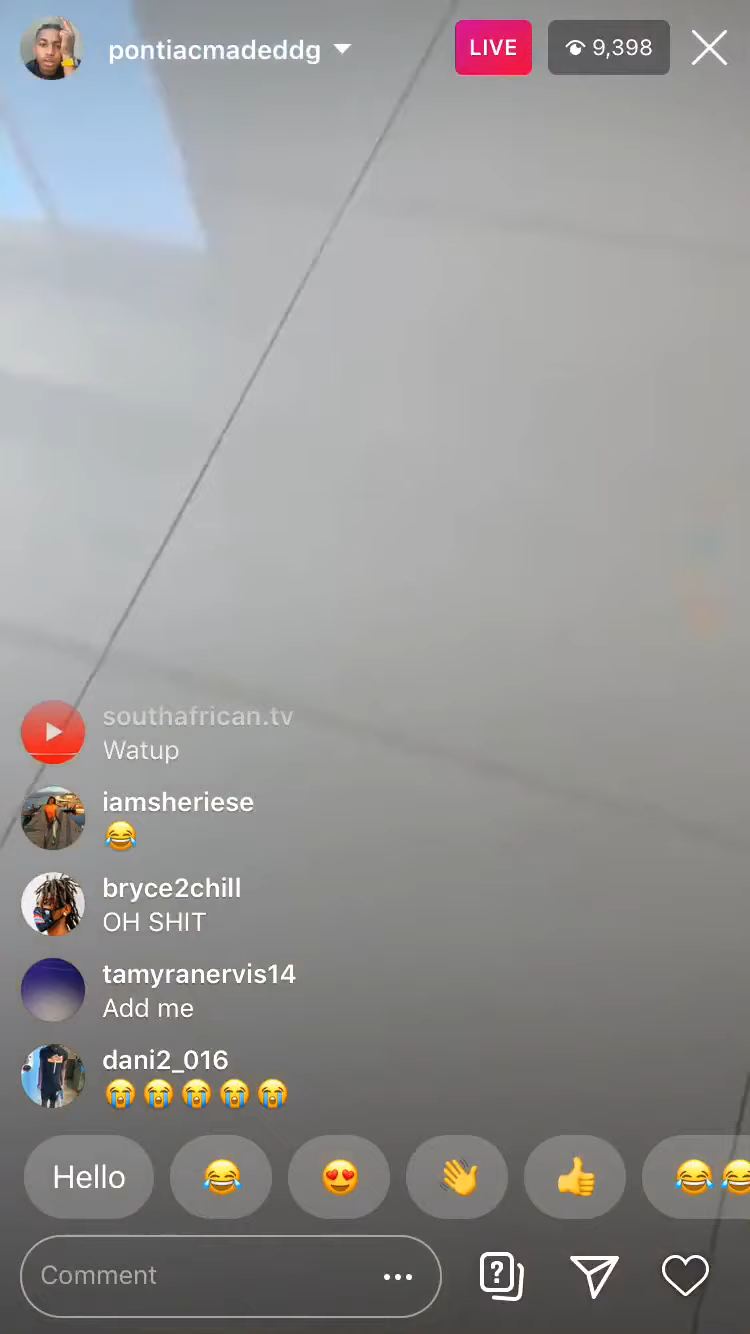 pontiacmadeddg
LIVE
9,398
southafrican.tv
Watup
iamsheriese
😂
bryce2chill
OH SHIT
tamyranervis14
Add me
dani2_016
😭😭😭😭😭
Hello 😂 😍 👋 👍 😂😂
Comment